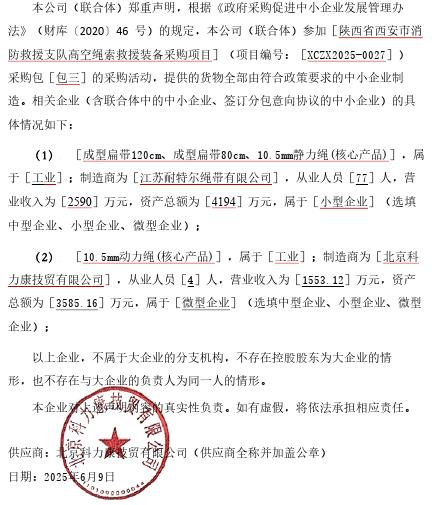 本公司（联合体）郑重声明，根据《政府采购促进中小企业发展管理办
法》（财库〔2020〕46 号）的规定，本公司（联合体）参加［陕西省西安市消
防救援支队高空绳索救援装备采购项目］（项目编号：［XCZX2025-0027］）
采购包［包三］的采购活动，提供的货物全部由符合政策要求的中小企业制
造。相关企业（含联合体中的中小企业、签订分包意向协议的中小企业）的具
体情况如下：
（1）［成型扁带120cm、成型扁带80cm、10.5mm静力绳(核心产品)］，属
于［工业］；制造商为［江苏耐特尔绳带有限公司］，从业人员［77］人，营
业收入为［2590］万元，资产总额为［4194］万元，属于［小型企业］（选填
中型企业、小型企业、微型企业）；
（2）［10.5mm动力绳(核心产品)］，属于［工业］；制造商为［北京科
力康技贸有限公司］，从业人员［4］人，营业收入为［1553.12］万元，资产
总额为［3585.16］万元，属于［微型企业］（选填中型企业、小型企业、微型
企业）；
以上企业，不属于大企业的分支机构，不存在控股股东为大企业的情
形，也不存在与大企业的负责人为同一人的情形。
本企业对上述声明内容的真实性负责。如有虚假，将依法承担相应责任。
供应商：北京科力康技贸有限公司（供应商全称并加盖公章）
日期：2025年6月9日
北京科力康技贸有限公司